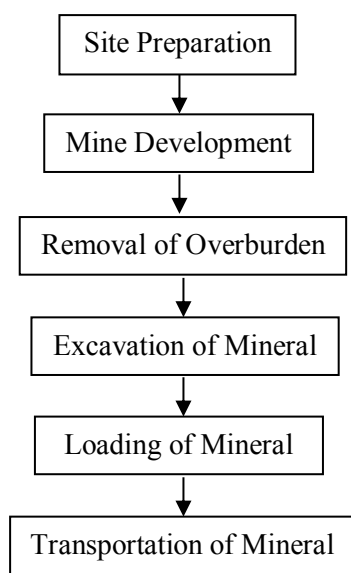 Site Preparation
Mine Development
Removal of Overburden
Excavation of Mineral
Loading of Mineral
Transportation of Mineral